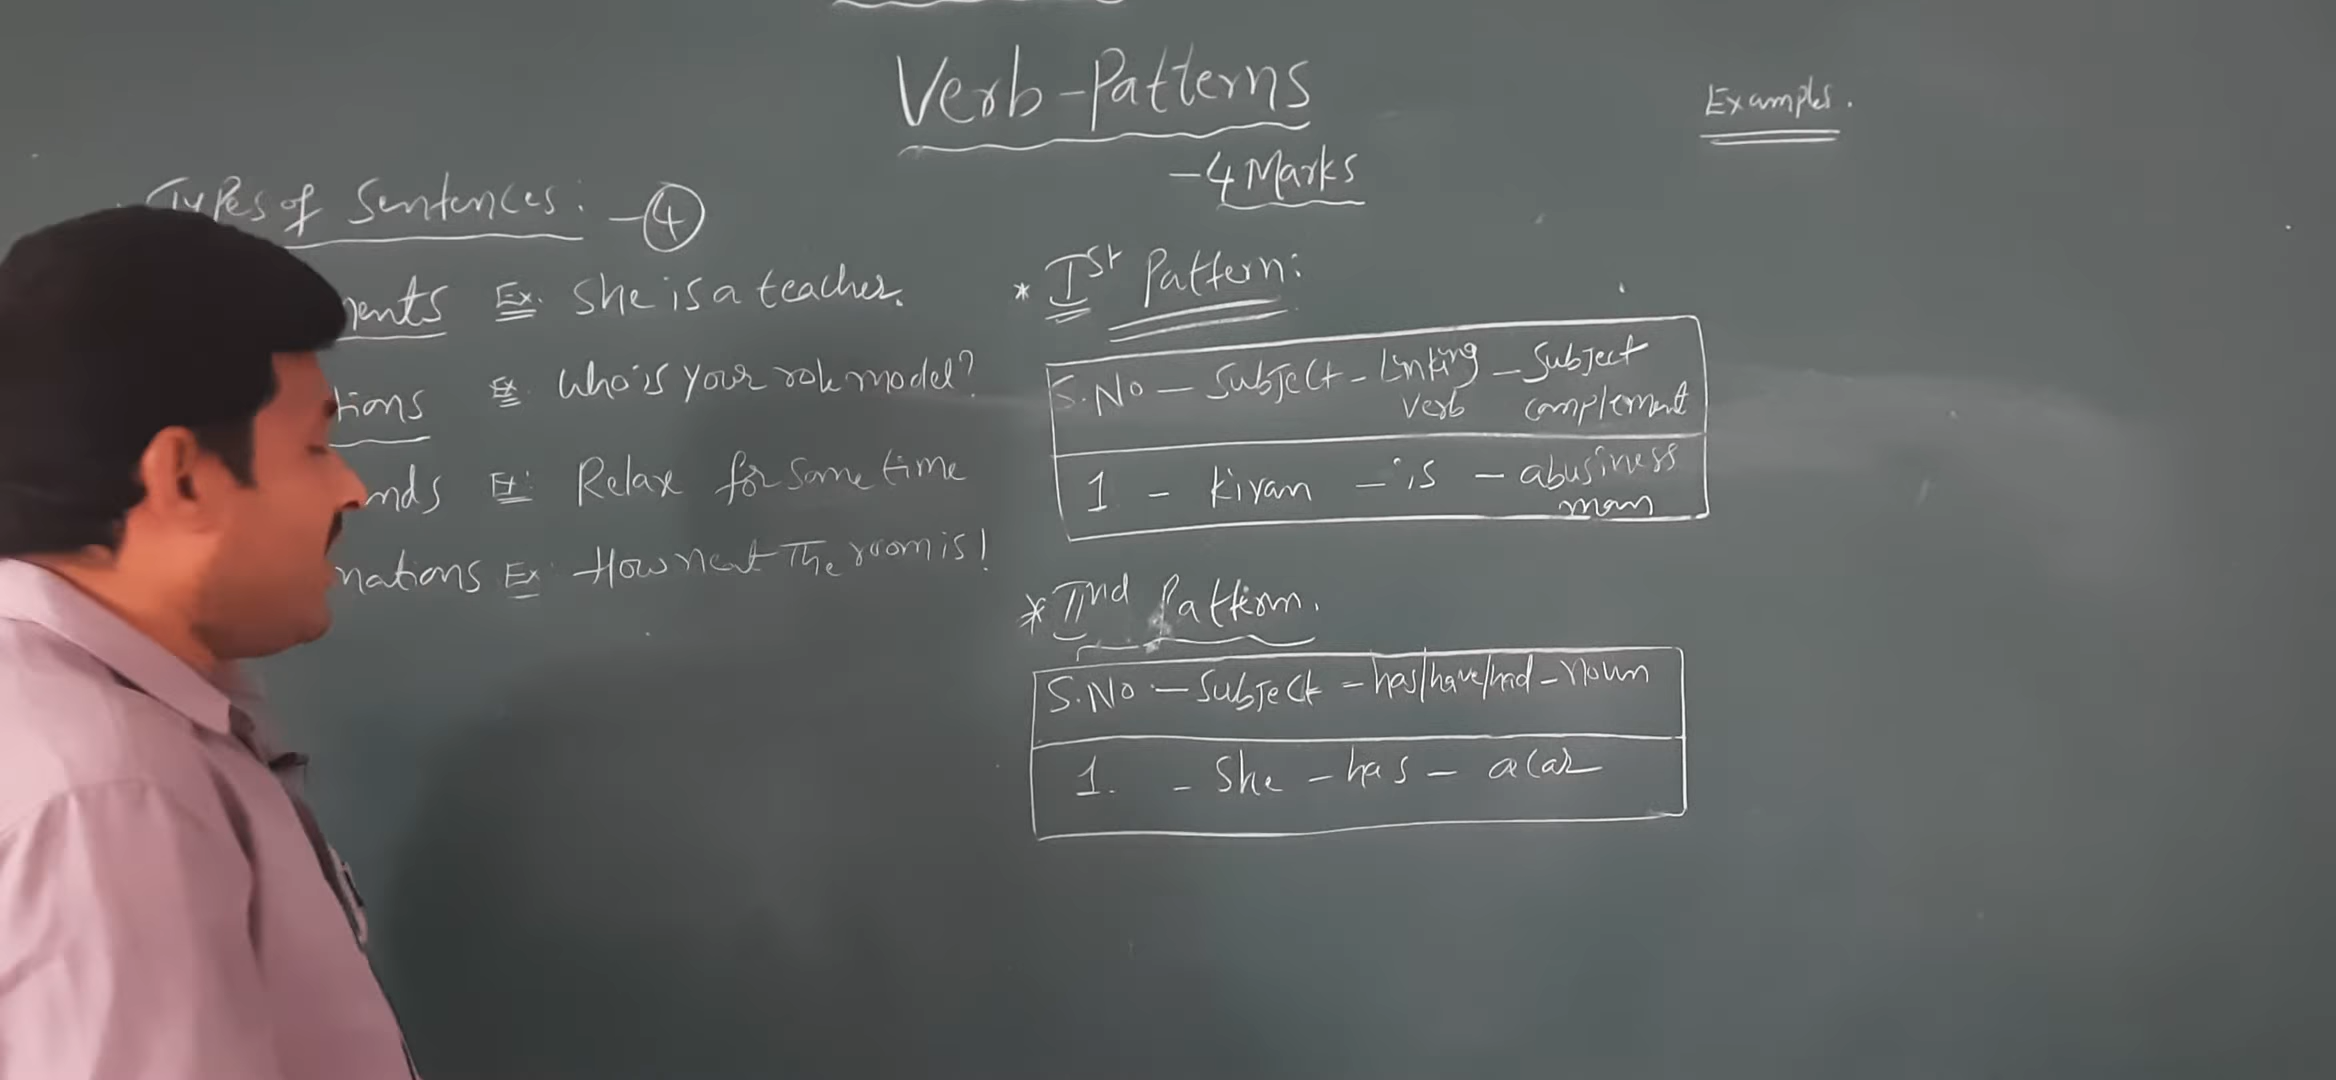 Verb-Patterns
- 4 Marks
Examples.
Types of Sentences: - 4
ments Ex. She is a teacher.
tions Ex. Who is your role model?
nds Ex: Relax for some time
nations Ex: How neat The room is!
* Ist Pattern:
S.No - Subject - Linking verb - Subject complement
1 - Kiran - is - a business man
* IInd Pattern.
S.No - Subject - has/have/had - Noun
1. - She - has - a car